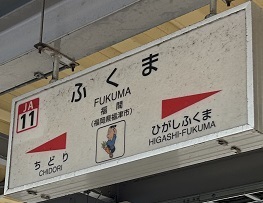 JA
11
ふくま
FUKUMA
福間
(福岡県福津市)
ちどり
CHIDORI
ひがしふくま
HIGASHI-FUKUMA